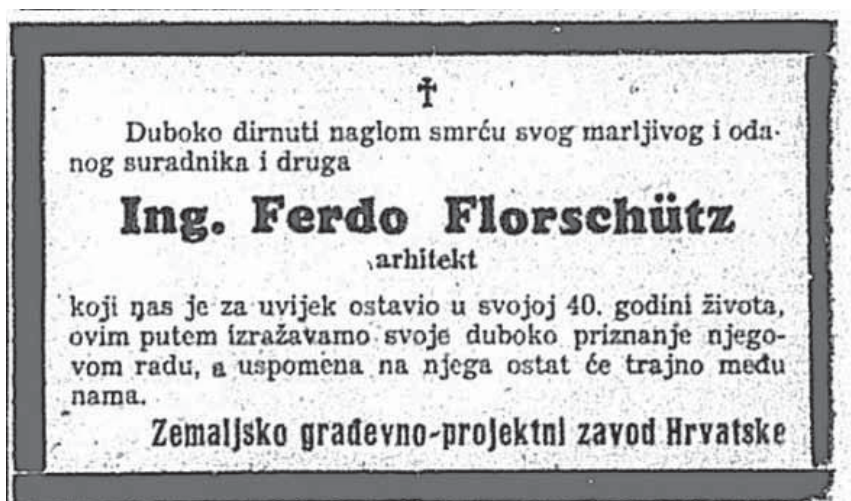 †
Duboko dirnuti naglom smrću svog marljivog i oda-
nog suradnika i druga
Ing. Ferdo Florschütz
arhitekt
koji nas je za uvijek ostavio u svojoj 40. godini života,
ovim putem izražavamo svoje duboko priznanje njego-
vom radu, a uspomena na njega ostat će trajno među
nama.
Zemaljsko građevno-projektni zavod Hrvatske